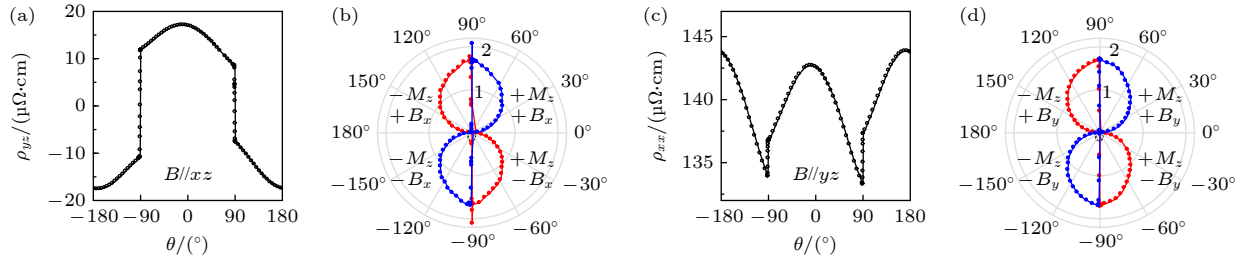 (a)
20
10
0
−10
−20
ρyz/(μΩ·cm)
B//xz
−180 −90 0 90 180
θ/(°)
(b)
90°
120° 60°
2
150° 30°
1
−Mz +Mz
+Bx +Bx
180° 0°
−Mz +Mz
−Bx −Bx
−150° −30°
−120° −60°
−90°
(c)
145
140
135
ρxx/(μΩ·cm)
B//yz
−180 −90 0 90 180
θ/(°)
(d)
90°
120° 60°
2
150° 30°
1
−Mz +Mz
+By +By
180° 0°
−Mz +Mz
−By −By
−150° −30°
−120° −60°
−90°